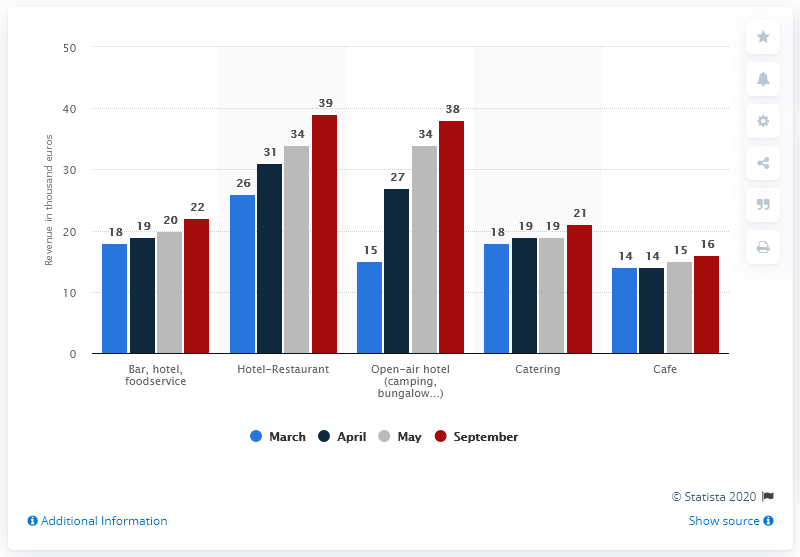 50
40
30
20
10
0
Revenue in thousand euros
18 19 20 22
26 31 34 39
15 27 34 38
18 19 19 21
14 14 15 16
Bar, hotel,
foodservice
Hotel-Restaurant
Open-air hotel
(camping,
bungalow...)
Catering
Cafe
March April May September
© Statista 2020
Additional Information
Show source